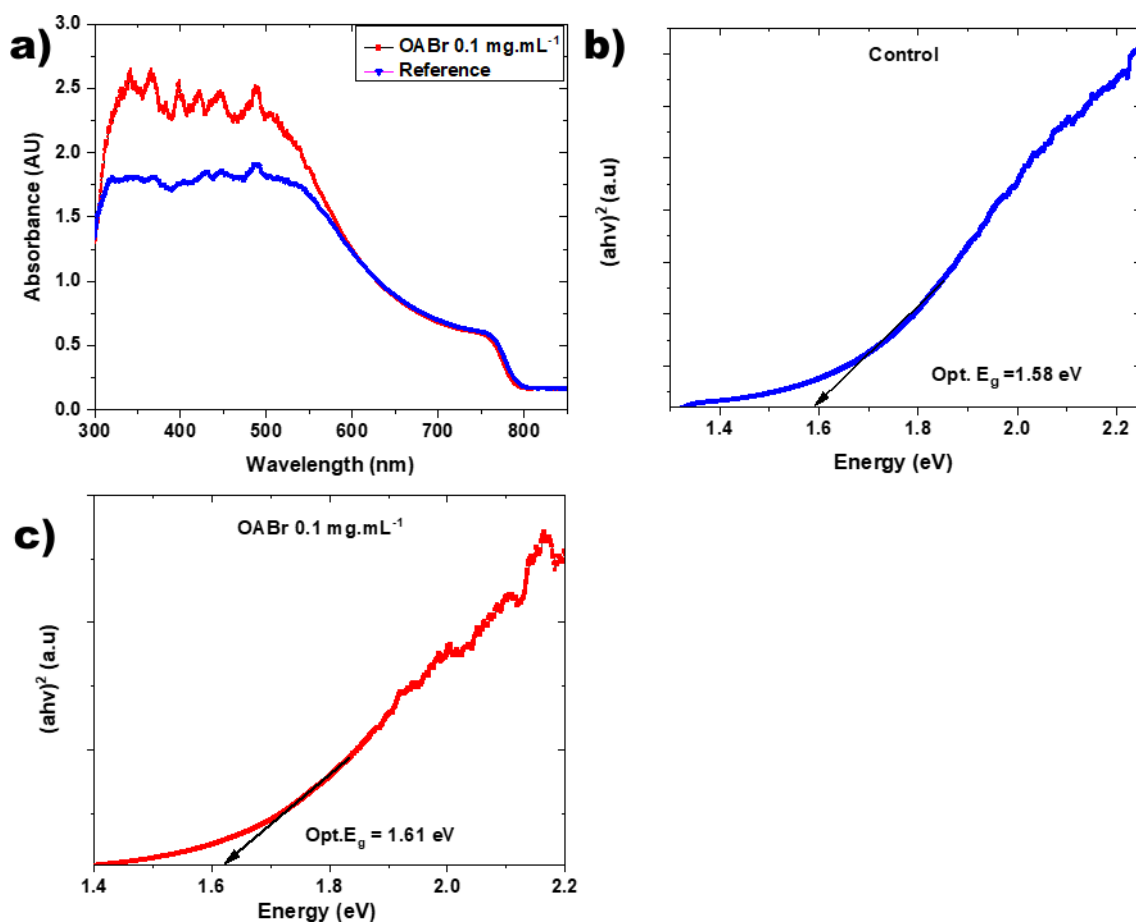 a)
OABr 0.1 mg.mL⁻¹
Reference
3.0
2.5
2.0
1.5
1.0
0.5
0.0
Absorbance (AU)
300 400 500 600 700 800
Wavelength (nm)
b)
Control
(ahv)² (a.u)
Opt. E_g =1.58 eV
1.4 1.6 1.8 2.0 2.2
Energy (eV)
c)
OABr 0.1 mg.mL⁻¹
(ahv)² (a.u)
Opt.E_g = 1.61 eV
1.4 1.6 1.8 2.0 2.2
Energy (eV)